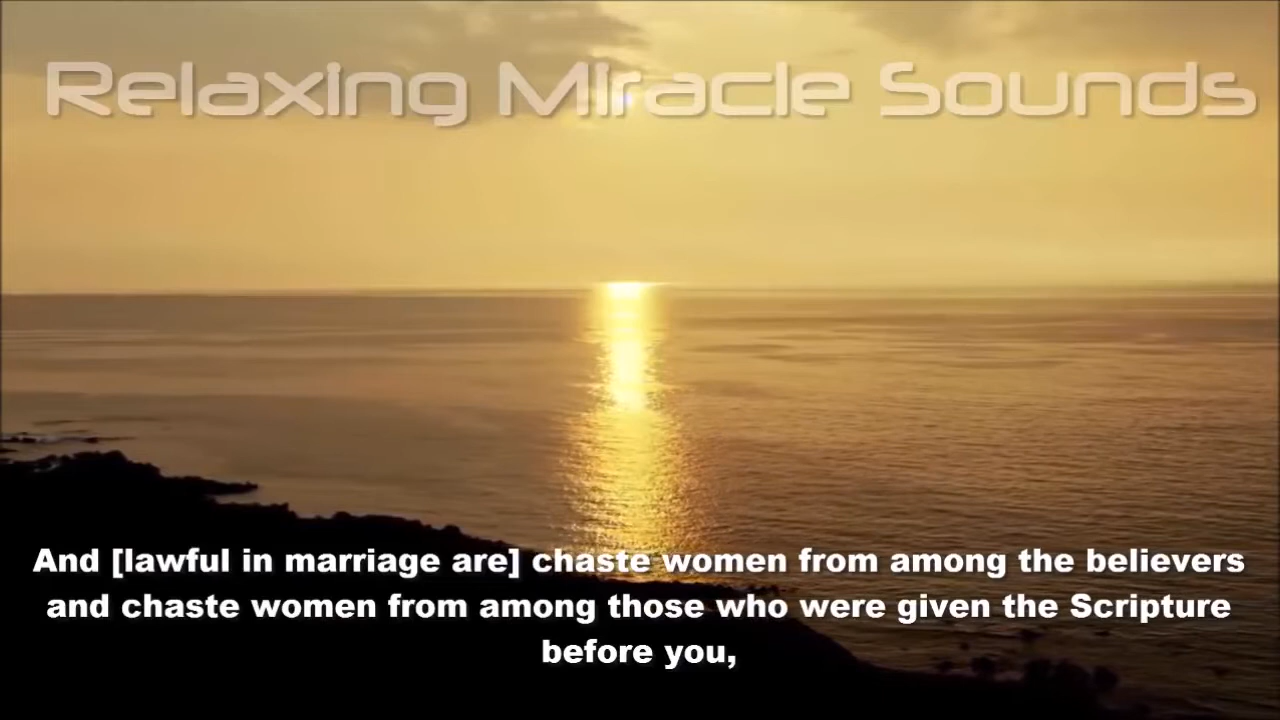 Relaxing Miracle Sounds
And [lawful in marriage are] chaste women from among the believers
and chaste women from among those who were given the Scripture
before you,